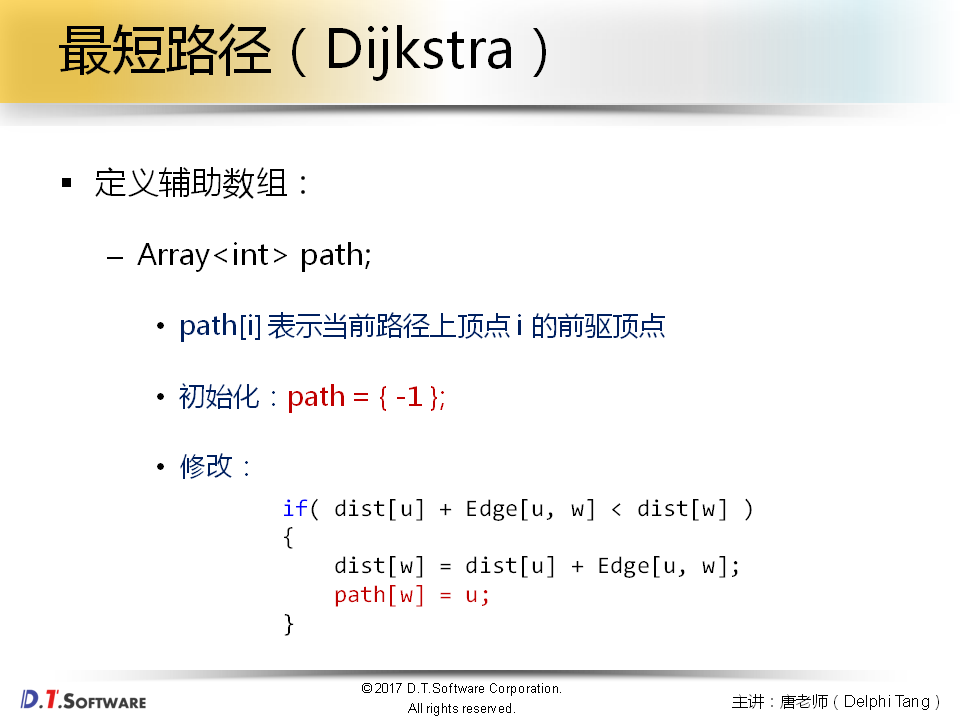 最短路径（Dijkstra）
▪ 定义辅助数组：
– Array<int> path;
• path[i] 表示当前路径上顶点 i 的前驱顶点
• 初始化：path = { -1 };
• 修改：
if( dist[u] + Edge[u, w] < dist[w] )
{
dist[w] = dist[u] + Edge[u, w];
path[w] = u;
}
D.T.SOFTWARE
©2017 D.T.Software Corporation.
All rights reserved.
主讲：唐老师（Delphi Tang）